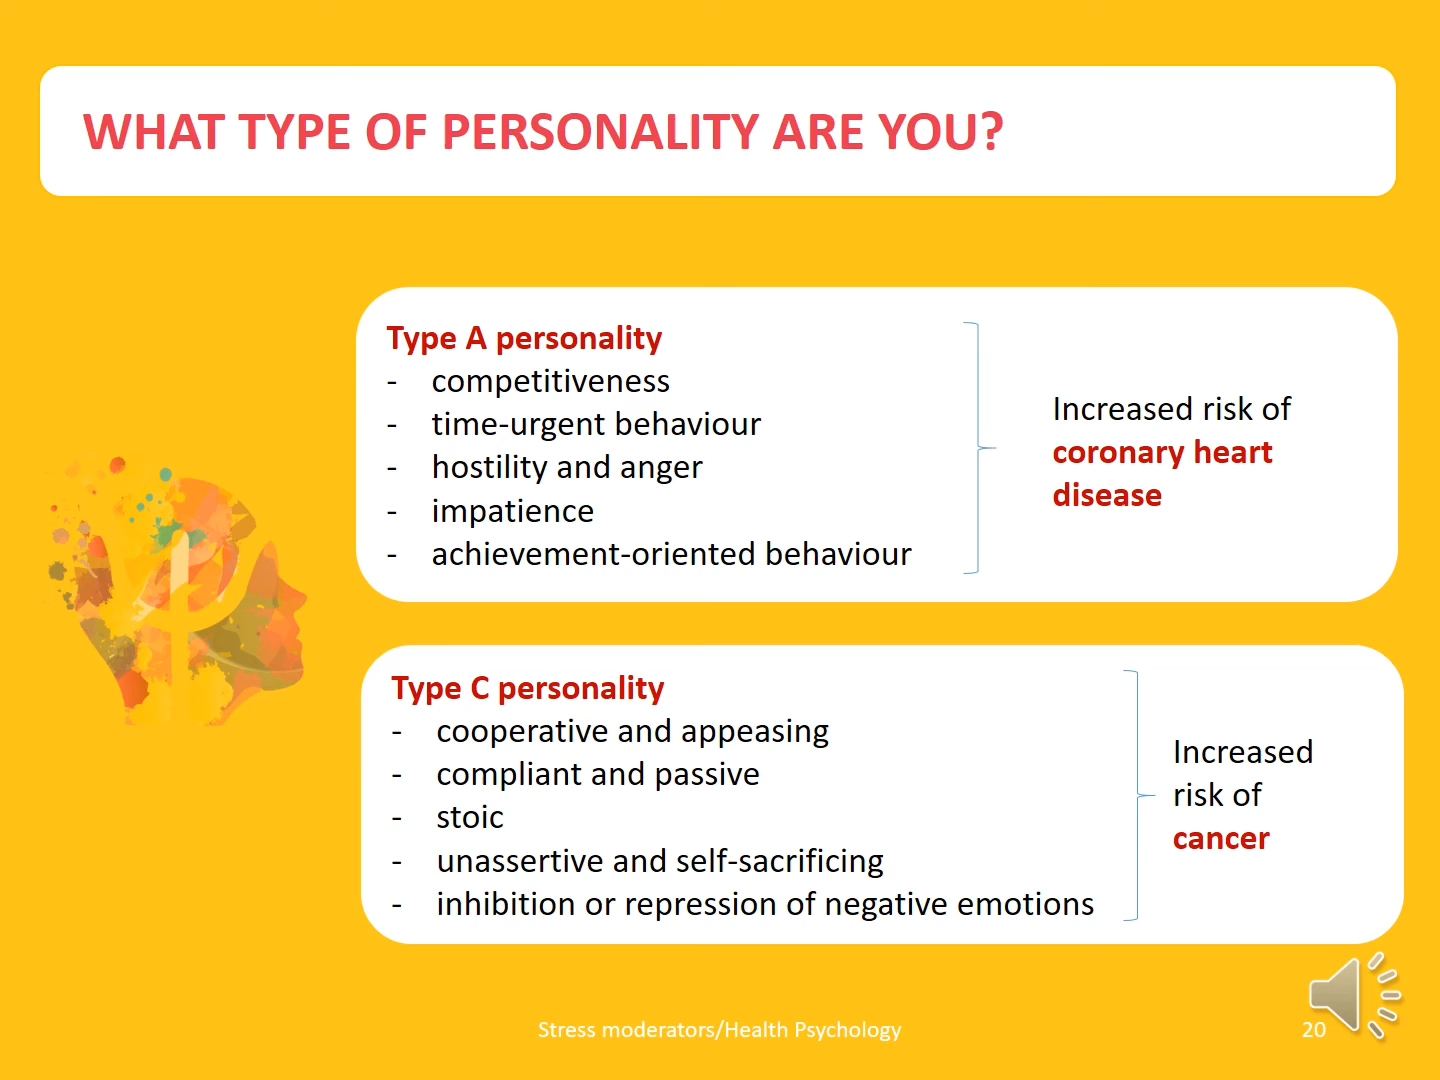 WHAT TYPE OF PERSONALITY ARE YOU?
Type A personality
- competitiveness
- time-urgent behaviour
- hostility and anger
- impatience
- achievement-oriented behaviour
Increased risk of
coronary heart
disease
Type C personality
- cooperative and appeasing
- compliant and passive
- stoic
- unassertive and self-sacrificing
- inhibition or repression of negative emotions
Increased
risk of
cancer
Stress moderators/Health Psychology
20